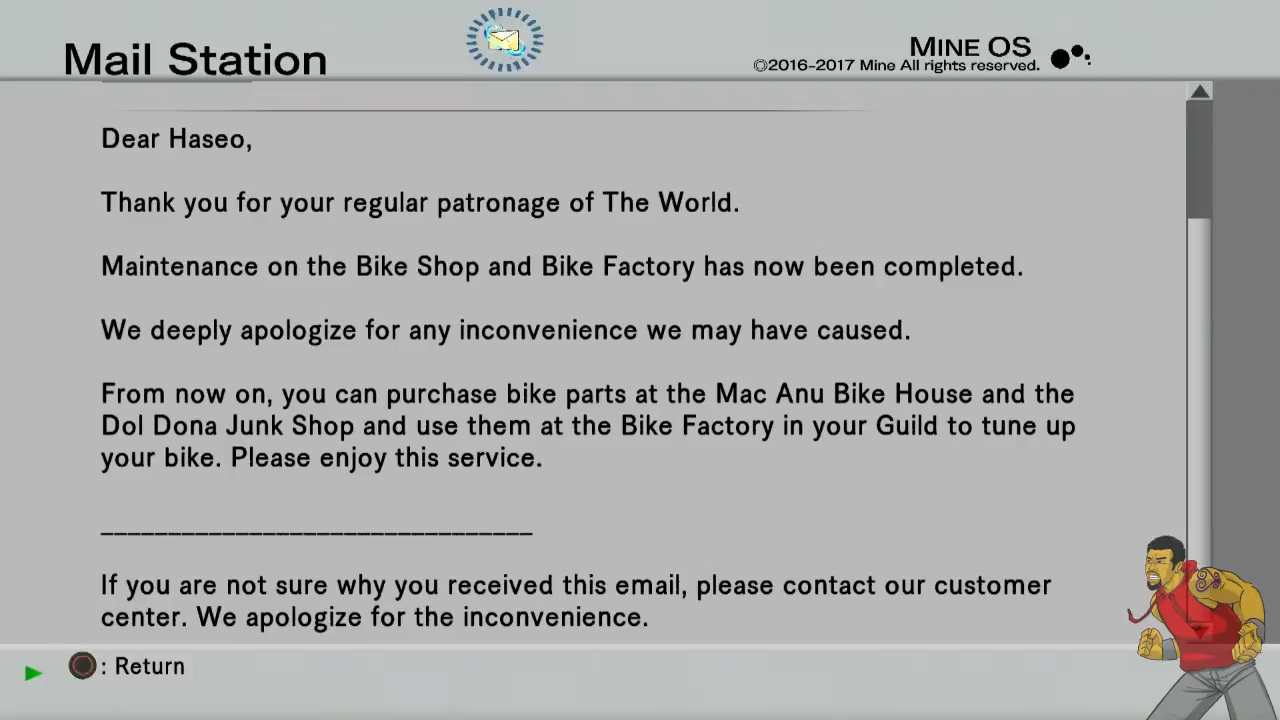 Mail Station
MINE OS
©2016-2017 Mine All rights reserved.
Dear Haseo,
Thank you for your regular patronage of The World.
Maintenance on the Bike Shop and Bike Factory has now been completed.
We deeply apologize for any inconvenience we may have caused.
From now on, you can purchase bike parts at the Mac Anu Bike House and the
Dol Dona Junk Shop and use them at the Bike Factory in your Guild to tune up
your bike. Please enjoy this service.
________________________________
If you are not sure why you received this email, please contact our customer
center. We apologize for the inconvenience.
: Return